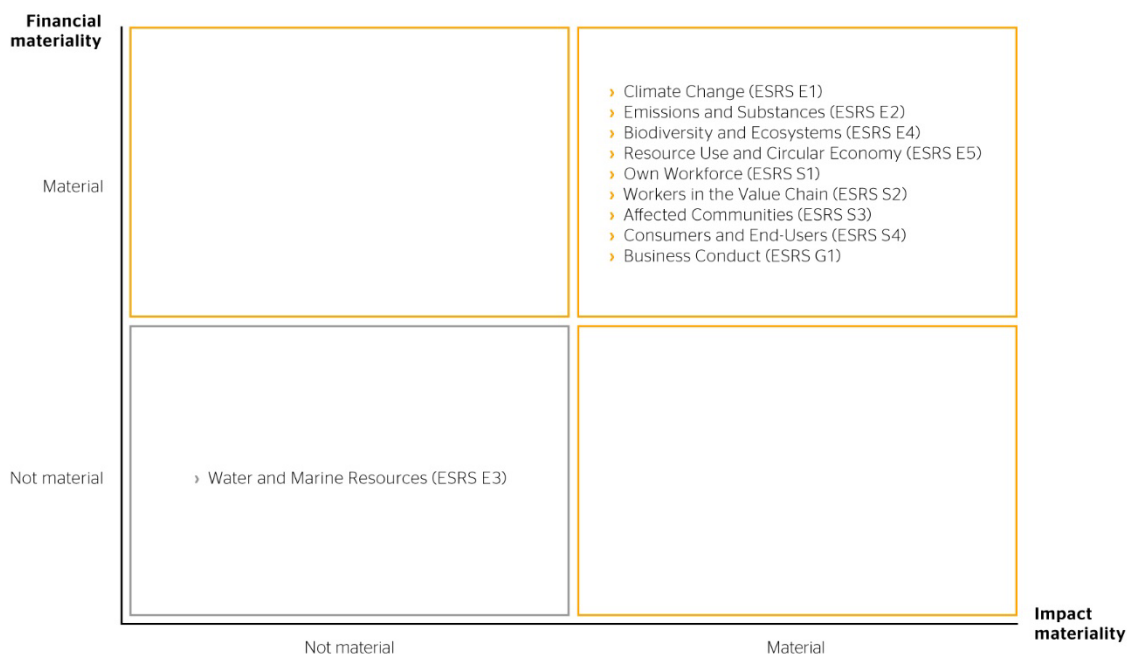 Financial
materiality
› Climate Change (ESRS E1)
› Emissions and Substances (ESRS E2)
› Biodiversity and Ecosystems (ESRS E4)
› Resource Use and Circular Economy (ESRS E5)
› Own Workforce (ESRS S1)
› Workers in the Value Chain (ESRS S2)
› Affected Communities (ESRS S3)
› Consumers and End-Users (ESRS S4)
› Business Conduct (ESRS G1)
Material
Not material
› Water and Marine Resources (ESRS E3)
Impact
materiality
Not material
Material